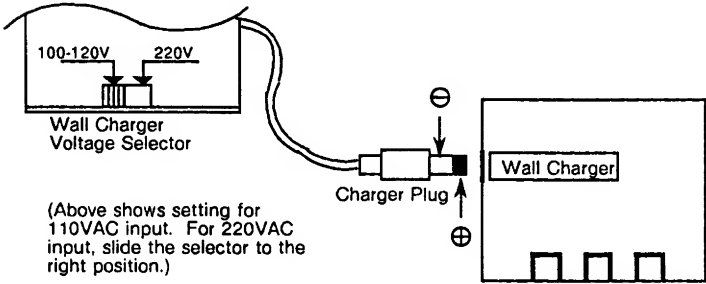 100-120V 220V
Wall Charger
Voltage Selector
⊖
Charger Plug
⊕
Wall Charger
(Above shows setting for
110VAC input. For 220VAC
input, slide the selector to the
right position.)